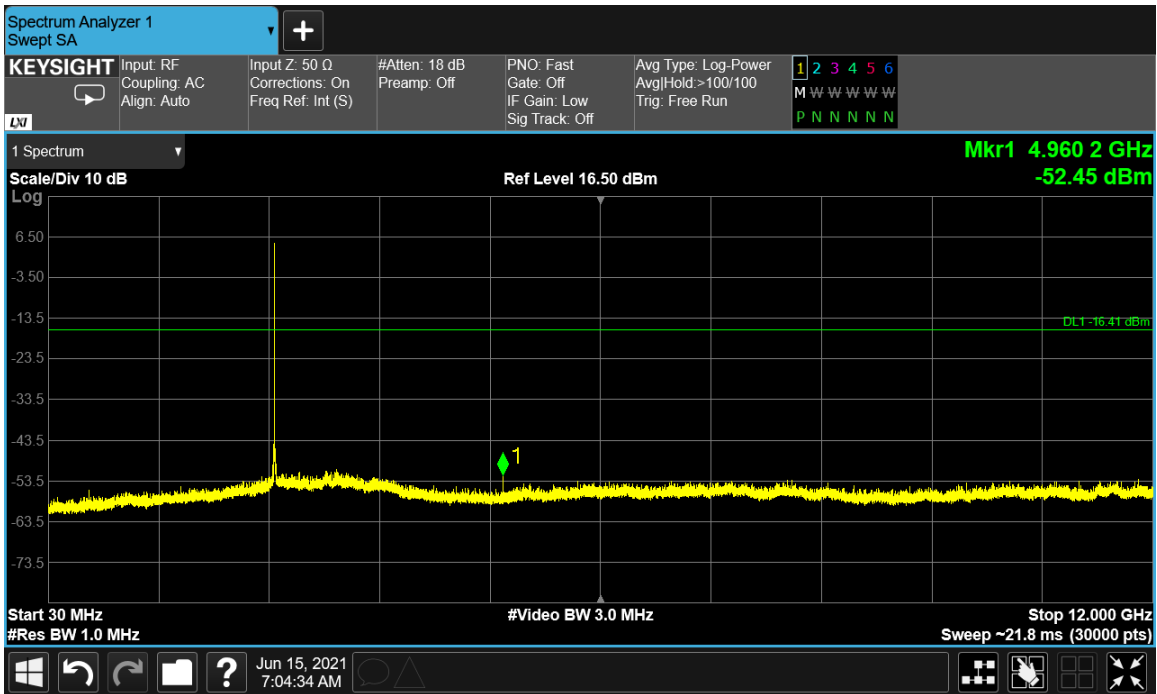 Spectrum Analyzer 1
Swept SA
KEYSIGHT
LXI
Input: RF
Coupling: AC
Align: Auto
Input Z: 50 Ω
Corrections: On
Freq Ref: Int (S)
#Atten: 18 dB
Preamp: Off
PNO: Fast
Gate: Off
IF Gain: Low
Sig Track: Off
Avg Type: Log-Power
Avg|Hold:>100/100
Trig: Free Run
1 2 3 4 5 6
M W W W W W
P N N N N N
1 Spectrum
Mkr1 4.960 2 GHz
-52.45 dBm
Scale/Div 10 dB
Ref Level 16.50 dBm
Log
6.50
-3.50
-13.5
DL1 -16.41 dBm
-23.5
-33.5
-43.5
1
-53.5
-63.5
-73.5
Start 30 MHz
#Video BW 3.0 MHz
Stop 12.000 GHz
#Res BW 1.0 MHz
Sweep ~21.8 ms (30000 pts)
?
Jun 15, 2021
7:04:34 AM